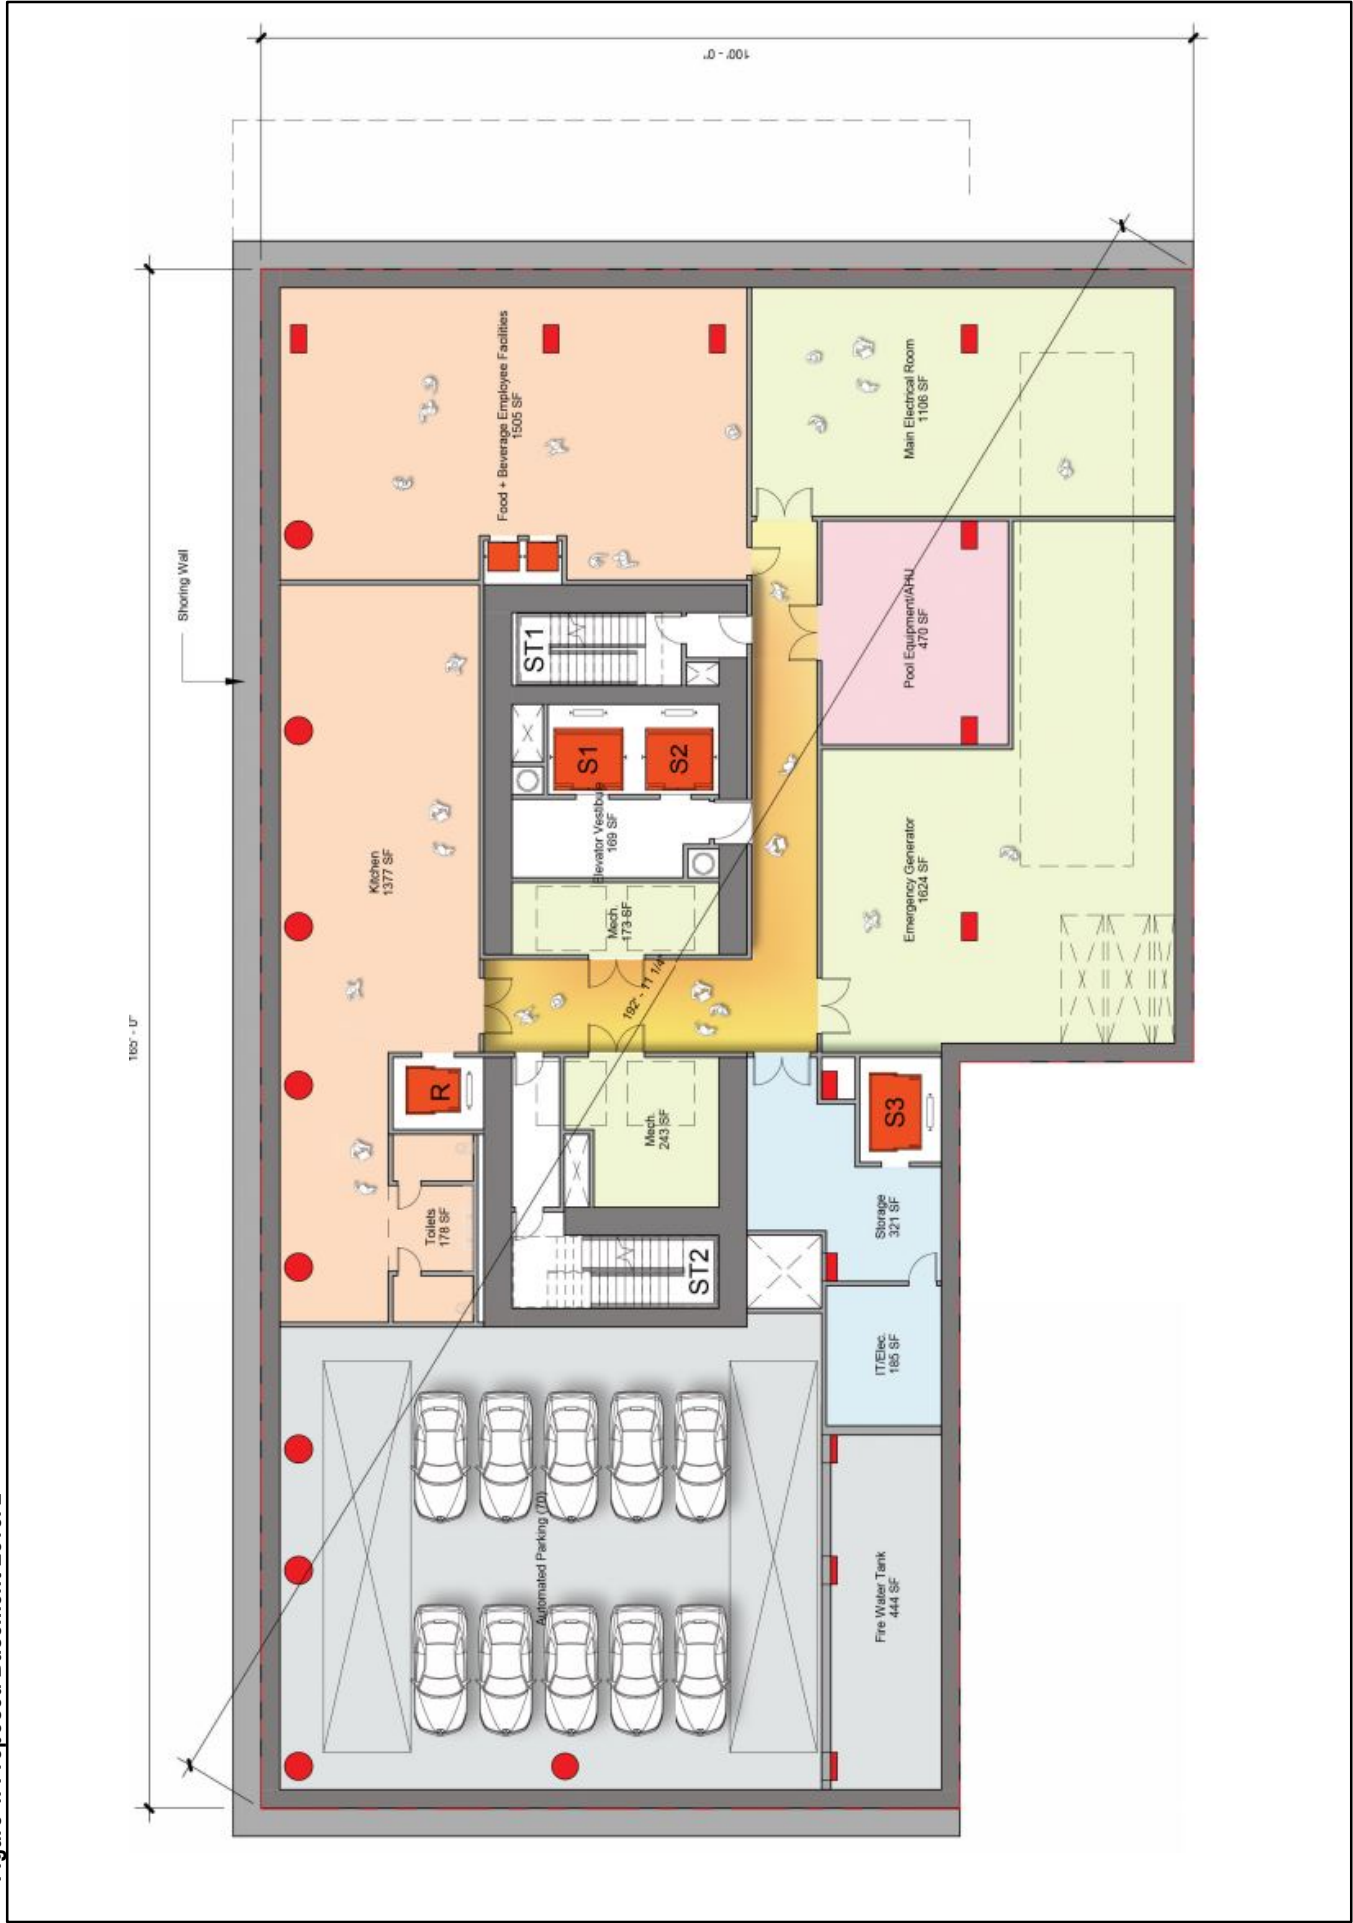 100' - 0"
Shoring Wall
165' - 0"
Food + Beverage Employee Facilities
1505 SF
Main Electrical Room
1106 SF
Pool Equipment/AHU
470 SF
ST1
S1
S2
Elevator Vestibule
169 SF
Kitchen
1377 SF
Mech.
173 SF
192' - 11 1/4"
Emergency Generator
1624 SF
R
Mech.
243 SF
S3
Toilets
178 SF
Storage
321 SF
ST2
IT/Elec.
185 SF
Automated Parking (70)
Fire Water Tank
444 SF